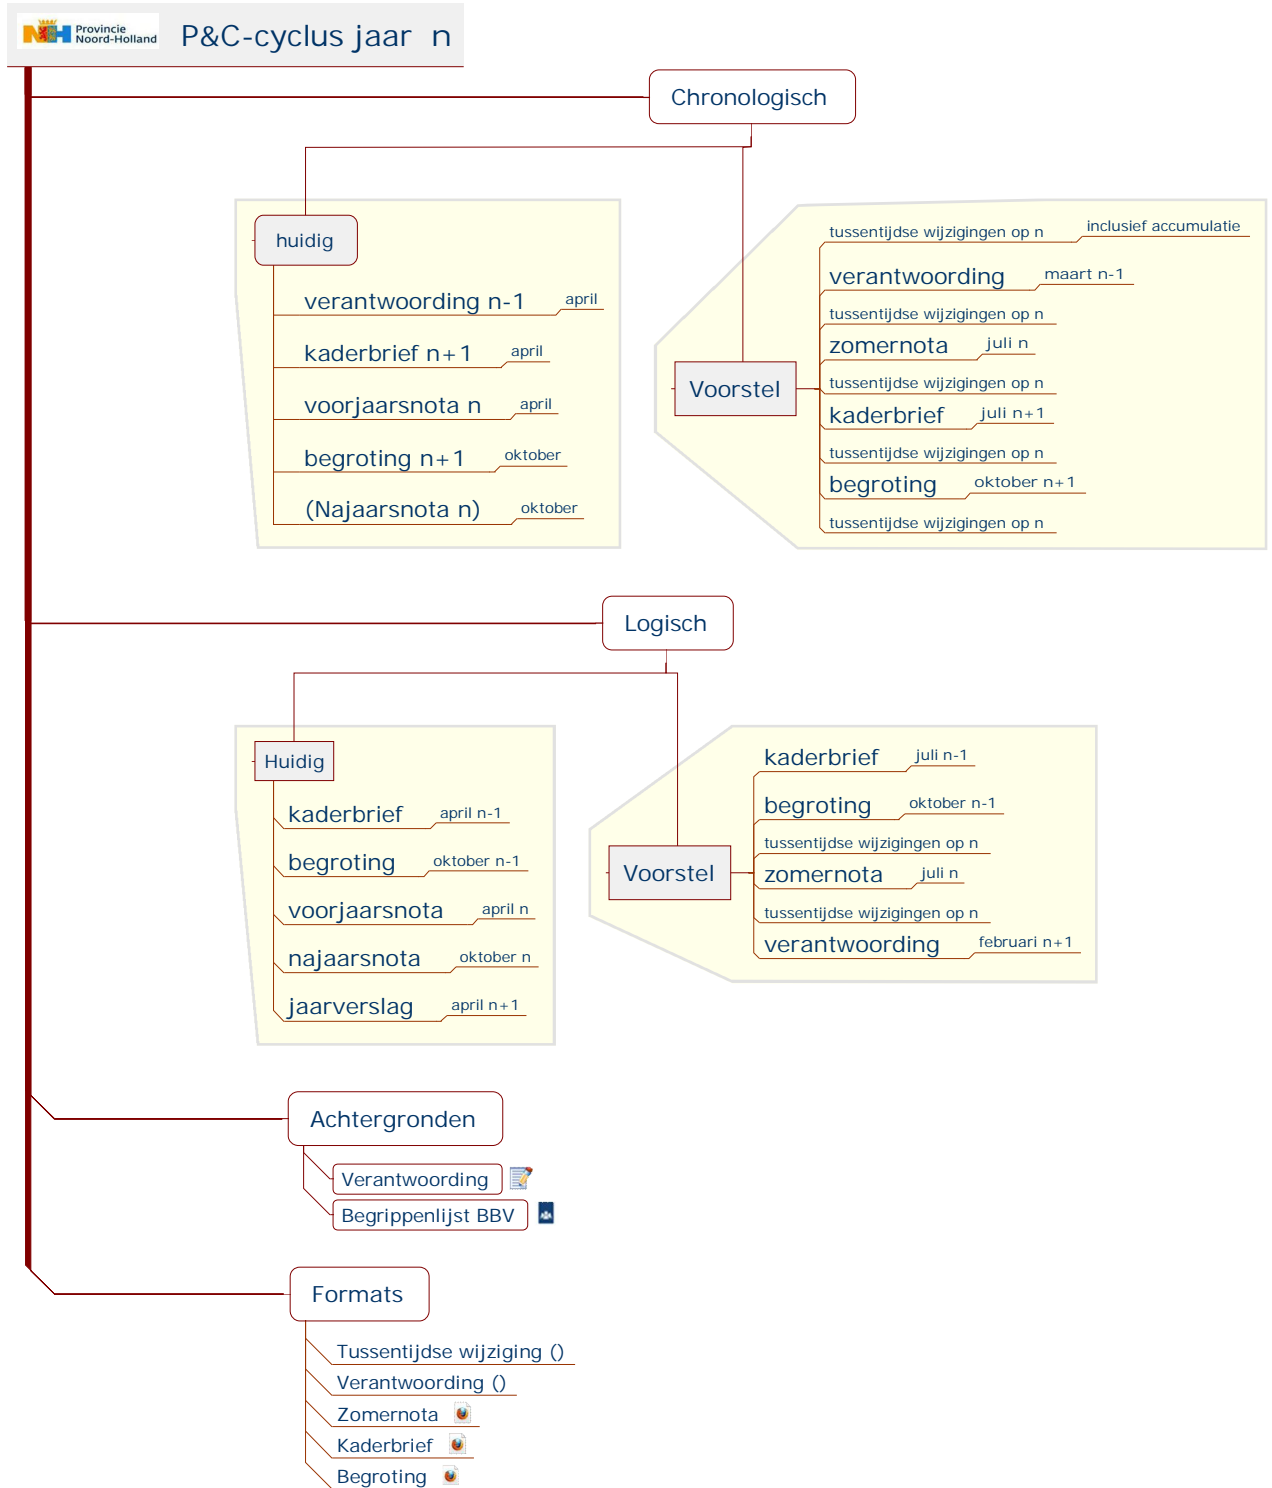 Provincie
Noord-Holland
P&C-cyclus jaar n
Chronologisch
huidig
verantwoording n-1 april
kaderbrief n+1 april
voorjaarsnota n april
begroting n+1 oktober
(Najaarsnota n) oktober
Voorstel
tussentijdse wijzigingen op n inclusief accumulatie
verantwoording maart n-1
tussentijdse wijzigingen op n
zomernota juli n
tussentijdse wijzigingen op n
kaderbrief juli n+1
tussentijdse wijzigingen op n
begroting oktober n+1
tussentijdse wijzigingen op n
Logisch
Huidig
kaderbrief april n-1
begroting oktober n-1
voorjaarsnota april n
najaarsnota oktober n
jaarverslag april n+1
Voorstel
kaderbrief juli n-1
begroting oktober n-1
tussentijdse wijzigingen op n
zomernota juli n
tussentijdse wijzigingen op n
verantwoording februari n+1
Achtergronden
Verantwoording
Begrippenlijst BBV
Formats
Tussentijdse wijziging ()
Verantwoording ()
Zomernota
Kaderbrief
Begroting